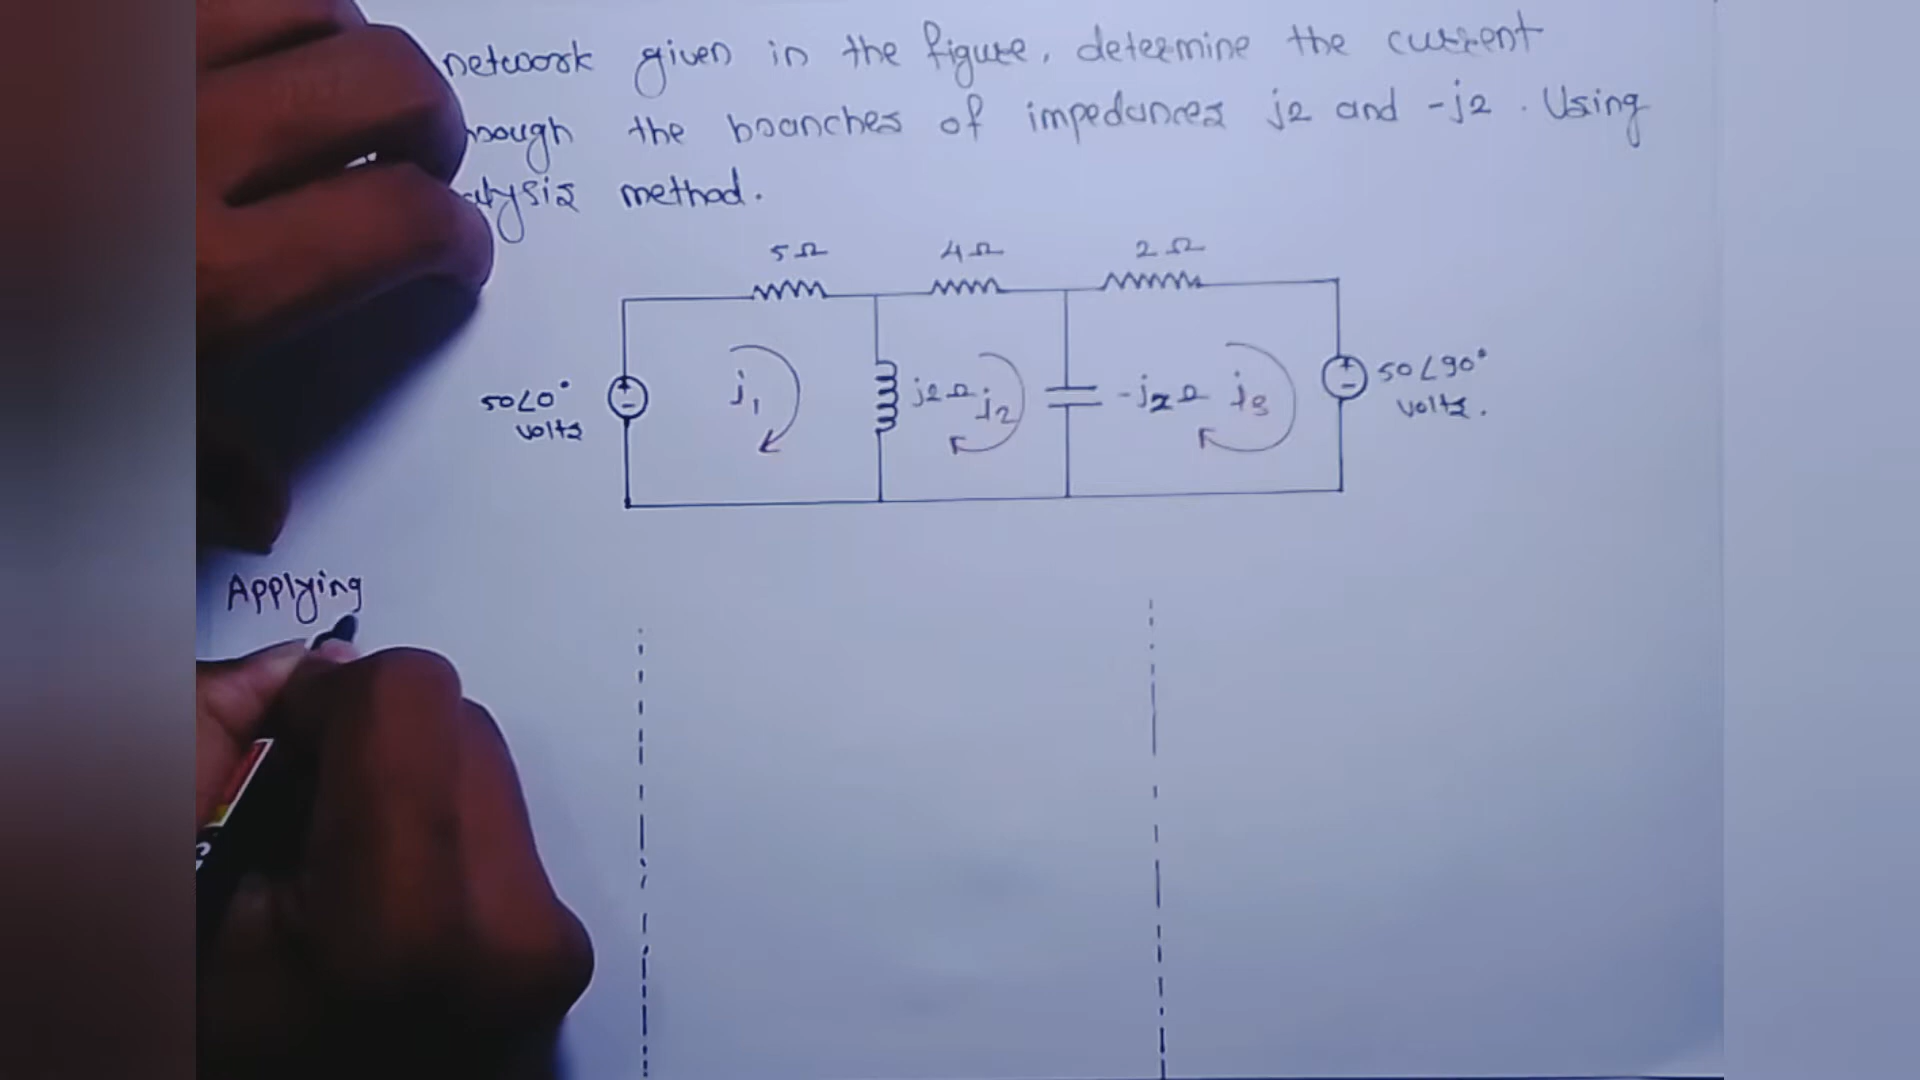 network given in the figure, determine the current
the branches of impedances j2 and -j2 . Using
method.
5Ω 4Ω 2Ω
50∠0°
volts
j1
j2Ω
j2
-j2Ω
j3
50∠90°
volts.
Applying